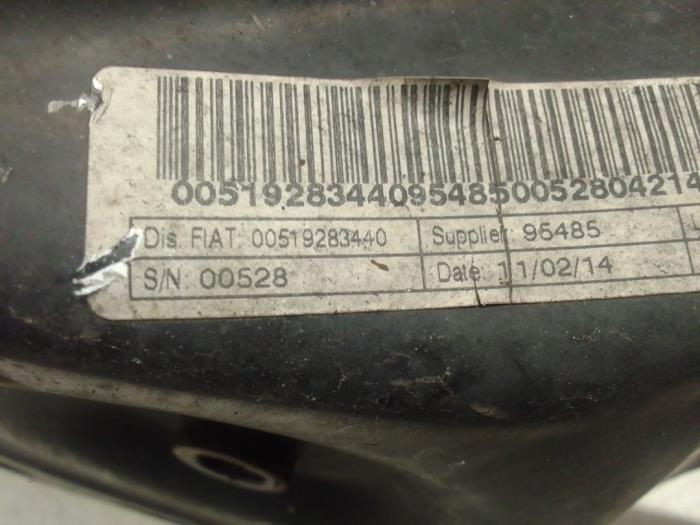 00519283440954850052804214
Dis. FIAT: 00519283440 Supplier: 95485
S/N: 00528 Date: 11/02/14